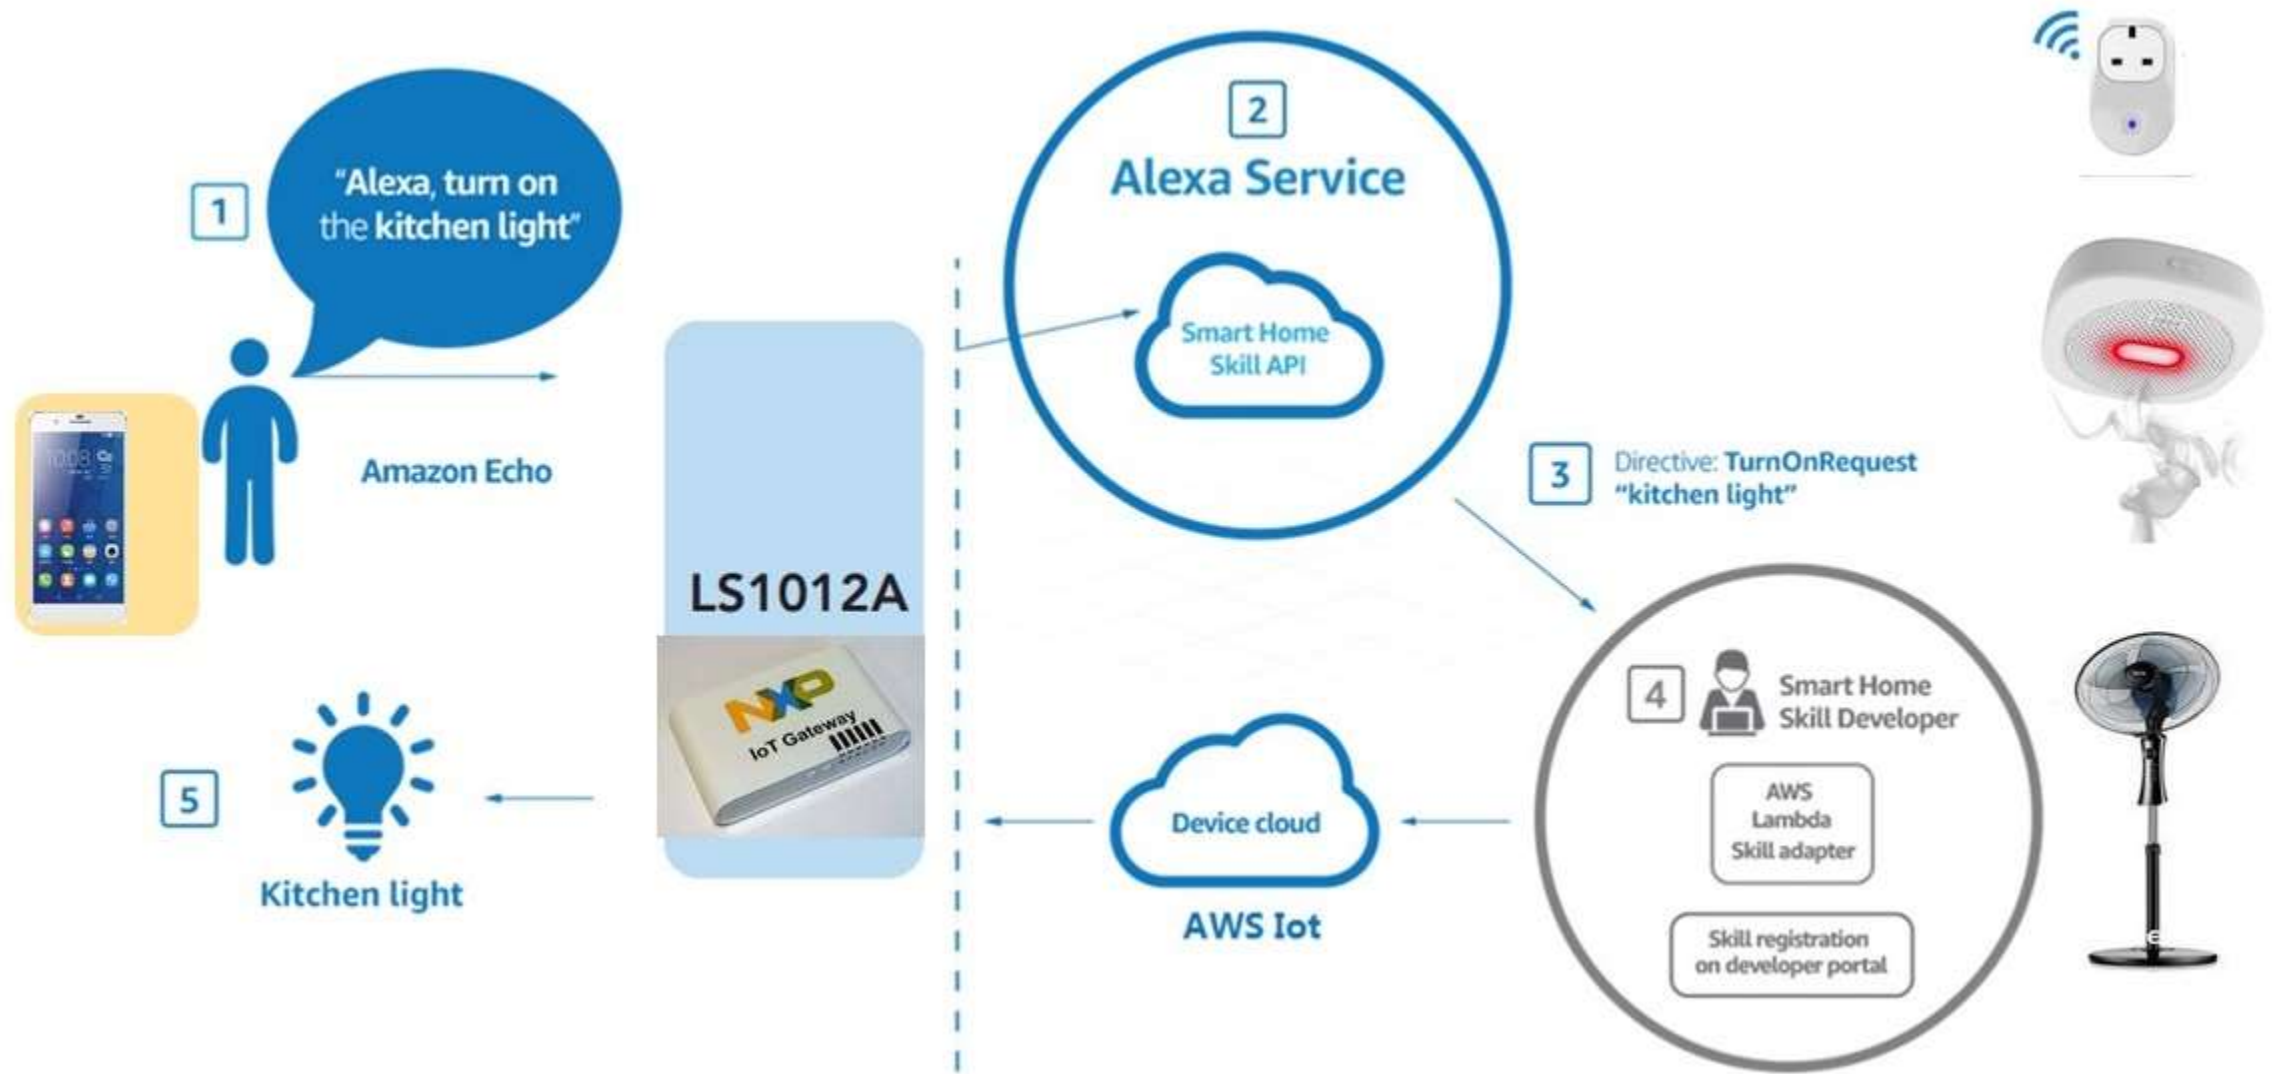 1
"Alexa, turn on
the kitchen light"
Amazon Echo
10:08
LS1012A
NXP
IoT Gateway
2
Alexa Service
Smart Home
Skill API
3
Directive: TurnOnRequest
"kitchen light"
4
Smart Home
Skill Developer
AWS
Lambda
Skill adapter
Skill registration
on developer portal
Device cloud
AWS Iot
5
Kitchen light
e